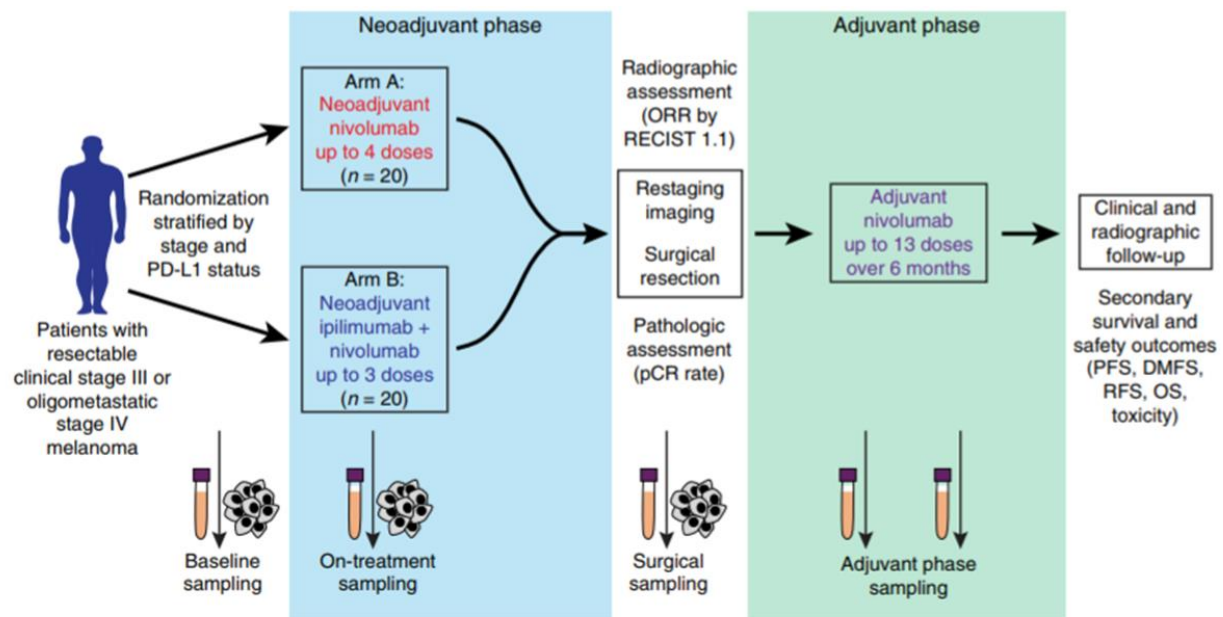 Neoadjuvant phase
Adjuvant phase
Patients with
resectable
clinical stage III or
oligometastatic
stage IV
melanoma
Randomization
stratified by
stage and
PD-L1 status
Arm A:
Neoadjuvant
nivolumab
up to 4 doses
(n = 20)
Arm B:
Neoadjuvant
ipilimumab +
nivolumab
up to 3 doses
(n = 20)
Radiographic
assessment
(ORR by
RECIST 1.1)
Restaging
imaging
Surgical
resection
Pathologic
assessment
(pCR rate)
Adjuvant
nivolumab
up to 13 doses
over 6 months
Clinical and
radiographic
follow-up
Secondary
survival and
safety outcomes
(PFS, DMFS,
RFS, OS,
toxicity)
Baseline
sampling
On-treatment
sampling
Surgical
sampling
Adjuvant phase
sampling